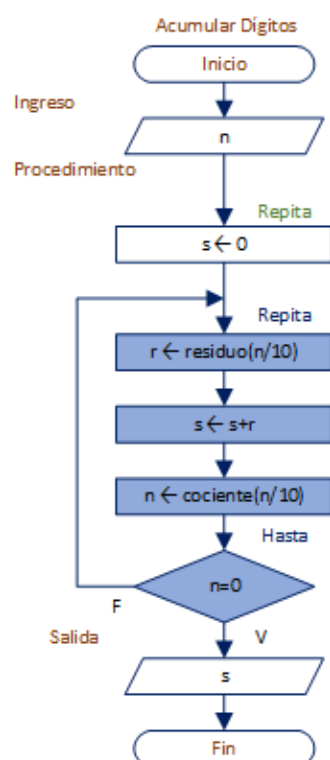 Acumular Dígitos
Inicio
Ingreso
n
Procedimiento
Repita
s ← 0
Repita
r ← residuo(n/10)
s ← s+r
n ← cociente(n/10)
Hasta
n=0
F
Salida
V
s
Fin